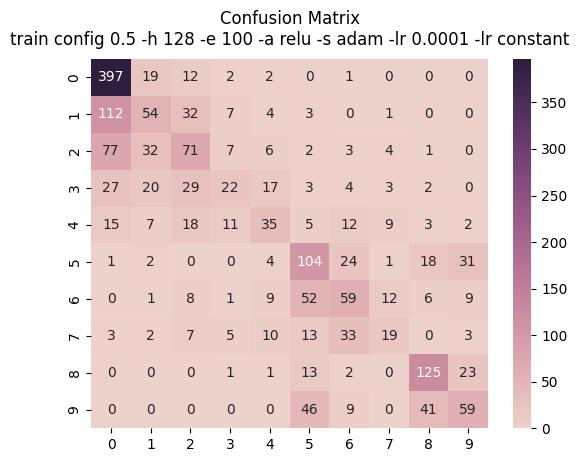 Confusion Matrix
train config 0.5 -h 128 -e 100 -a relu -s adam -lr 0.0001 -lr constant
0 397 19 12 2 2 0 1 0 0 0
1 112 54 32 7 4 3 0 1 0 0
2 77 32 71 7 6 2 3 4 1 0
3 27 20 29 22 17 3 4 3 2 0
4 15 7 18 11 35 5 12 9 3 2
5 1 2 0 0 4 104 24 1 18 31
6 0 1 8 1 9 52 59 12 6 9
7 3 2 7 5 10 13 33 19 0 3
8 0 0 0 1 1 13 2 0 125 23
9 0 0 0 0 0 46 9 0 41 59
0 1 2 3 4 5 6 7 8 9
350
300
250
200
150
100
50
0